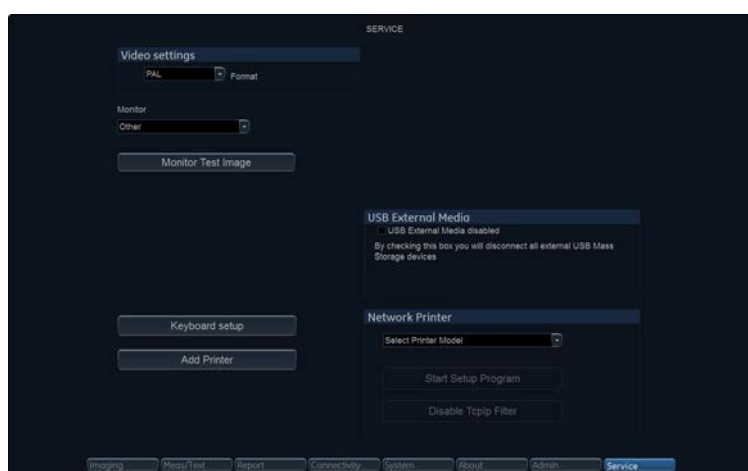 SERVICE
Video settings
PAL Format
Monitor
Other
Monitor Test Image
USB External Media
USB External Media disabled
By checking this box you will disconnect all external USB Mass
Storage devices
Keyboard setup
Add Printer
Network Printer
Select Printer Model
Start Setup Program
Disable TcpIp Filter
Imaging Meas/Text Report Connectivity System About Admin Service